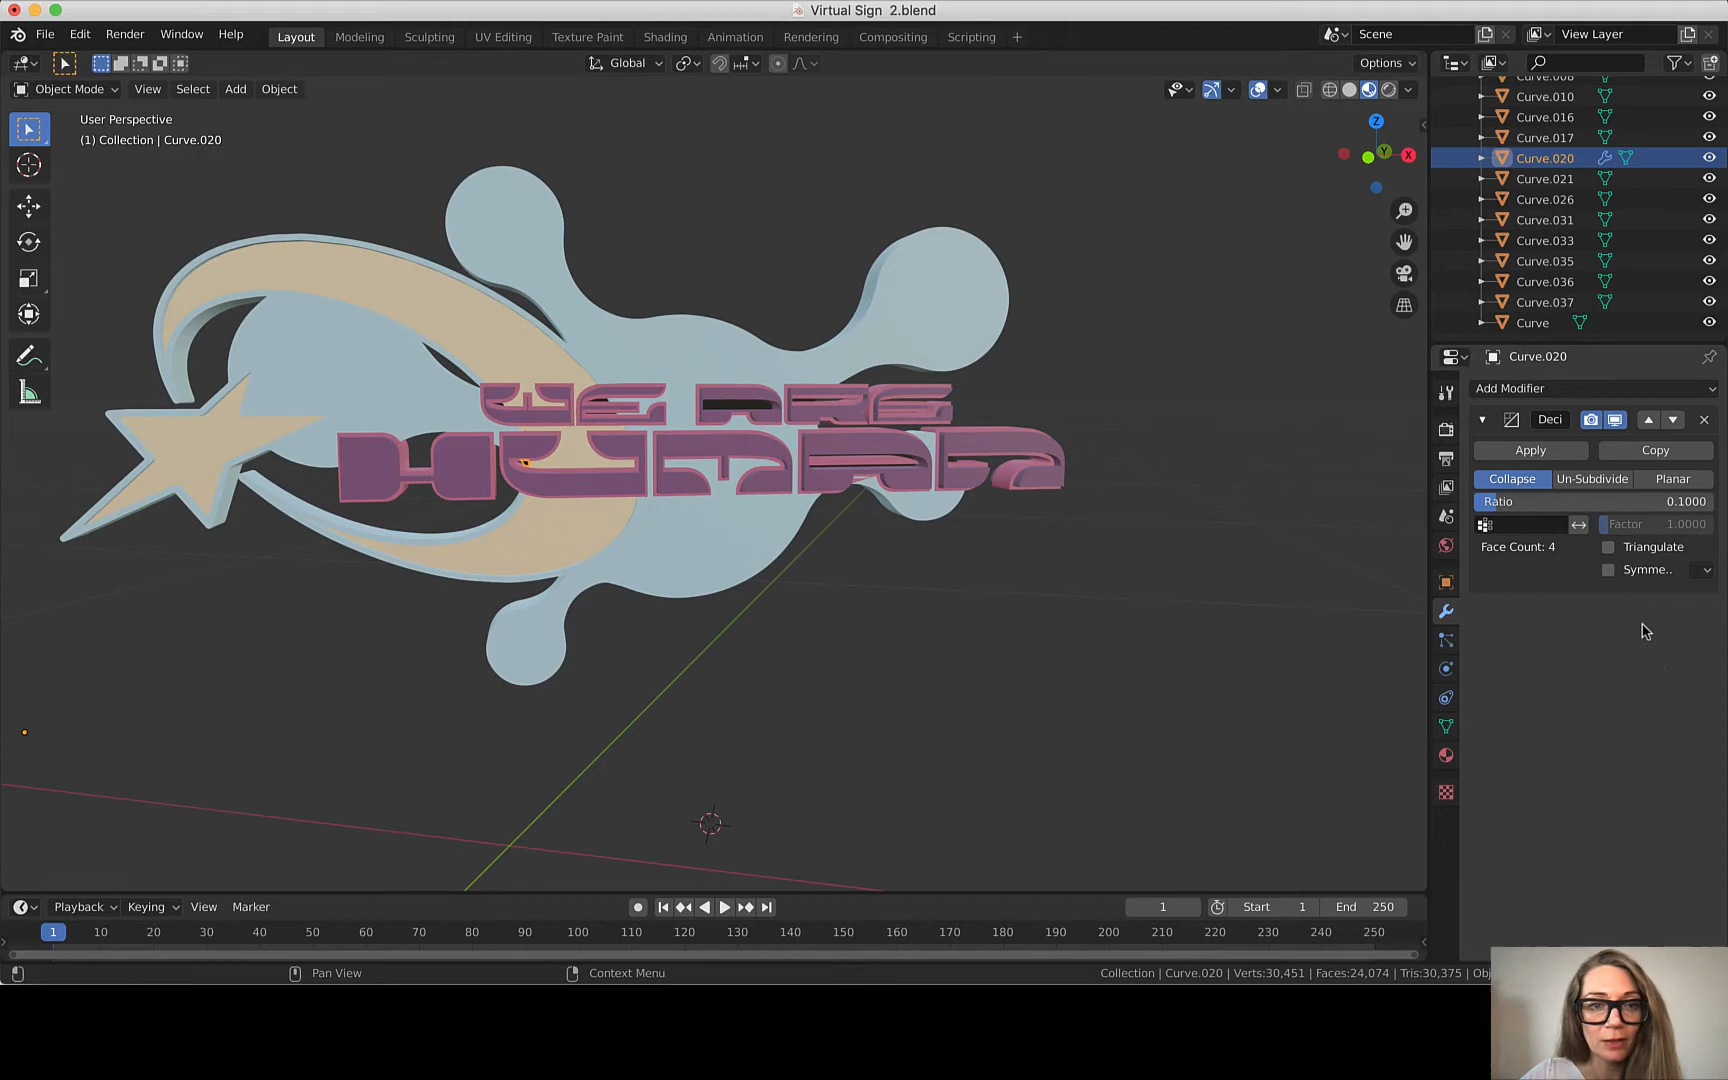 Virtual Sign 2.blend
File Edit Render Window Help Layout Modeling Sculpting UV Editing Texture Paint Shading Animation Rendering Compositing Scripting + Scene View Layer
Global Options
Object Mode View Select Add Object
User Perspective
(1) Collection | Curve.020
Z
Y
X
WE ARE
HUMAN
Curve.008
Curve.010
Curve.016
Curve.017
Curve.020
Curve.021
Curve.026
Curve.031
Curve.033
Curve.035
Curve.036
Curve.037
Curve
Curve.020
Add Modifier
Deci
Apply Copy
Collapse Un-Subdivide Planar
Ratio 0.1000
Factor 1.0000
Face Count: 4 Triangulate
Symme..
Playback Keying View Marker 1 Start 1 End 250
1 10 20 30 40 50 60 70 80 90 100 110 120 130 140 150 160 170 180 190 200 210 220 230 240 250
Pan View Context Menu Collection | Curve.020 | Verts:30,451 | Faces:24,074 | Tris:30,375 | Obj